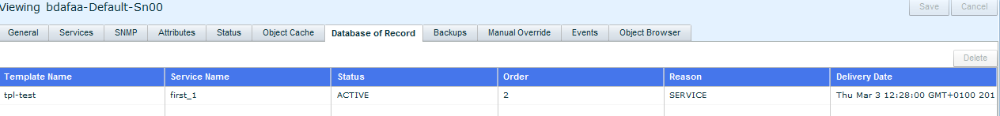 Viewing bdafaa-Default-Sn00 Save Cancel
General Services SNMP Attributes Status Object Cache Database of Record Backups Manual Override Events Object Browser
Delete
Template Name Service Name Status Order Reason Delivery Date
tpl-test first_1 ACTIVE 2 SERVICE Thu Mar 3 12:28:00 GMT+0100 201